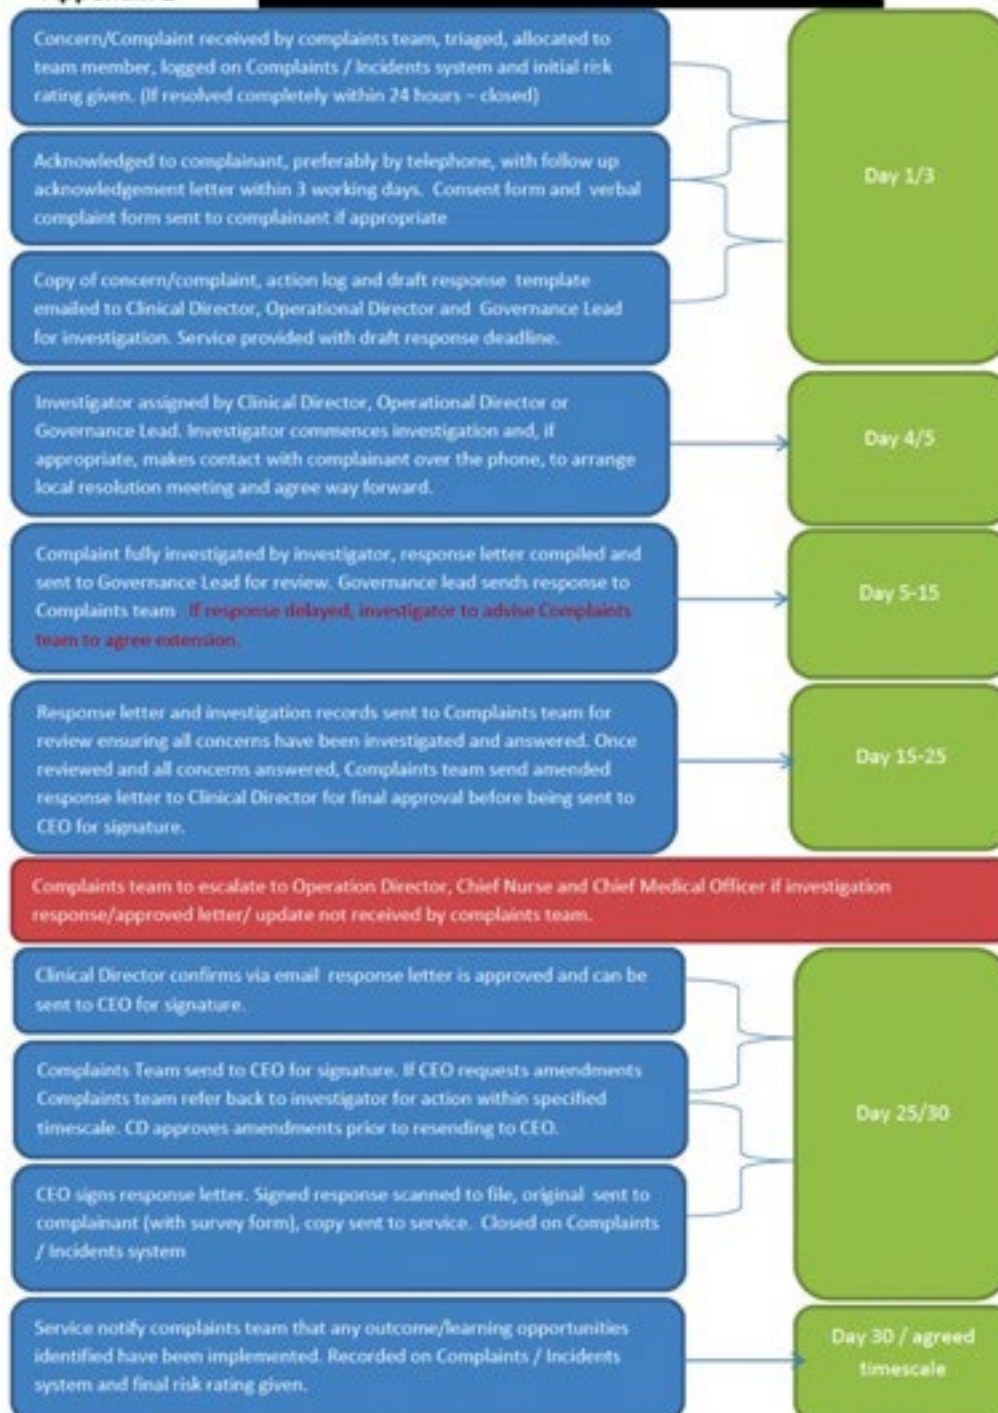 Concern/Complaint received by complaints team, triaged, allocated to
team member, logged on Complaints / Incidents system and initial risk
rating given. (If resolved completely within 24 hours – closed)
Acknowledged to complainant, preferably by telephone, with follow up
acknowledgement letter within 3 working days. Consent form and verbal
complaint form sent to complainant if appropriate
Day 1/3
Copy of concern/complaint, action log and draft response template
emailed to Clinical Director, Operational Director and Governance Lead
for investigation. Service provided with draft response deadline.
Investigator assigned by Clinical Director, Operational Director or
Governance Lead. Investigator commences investigation and, if
appropriate, makes contact with complainant over the phone, to arrange
local resolution meeting and agree way forward.
Day 4/5
Complaint fully investigated by investigator, response letter compiled and
sent to Governance Lead for review. Governance lead sends response to
Complaints team. If response delayed, investigator to advise Complaints
team to agree extension.
Day 5-15
Response letter and investigation records sent to Complaints team for
review ensuring all concerns have been investigated and answered. Once
reviewed and all concerns answered, Complaints team send amended
response letter to Clinical Director for final approval before being sent to
CEO for signature.
Day 15-25
Complaints team to escalate to Operation Director, Chief Nurse and Chief Medical Officer if investigation
response/approved letter/ update not received by complaints team.
Clinical Director confirms via email response letter is approved and can be
sent to CEO for signature.
Complaints Team send to CEO for signature. If CEO requests amendments
Complaints team refer back to investigator for action within specified
timescale. CD approves amendments prior to resending to CEO.
Day 25/30
CEO signs response letter. Signed response scanned to file, original sent to
complainant (with survey form), copy sent to service. Closed on Complaints
/ Incidents system
Service notify complaints team that any outcome/learning opportunities
identified have been implemented. Recorded on Complaints / Incidents
system and final risk rating given.
Day 30 / agreed
timescale